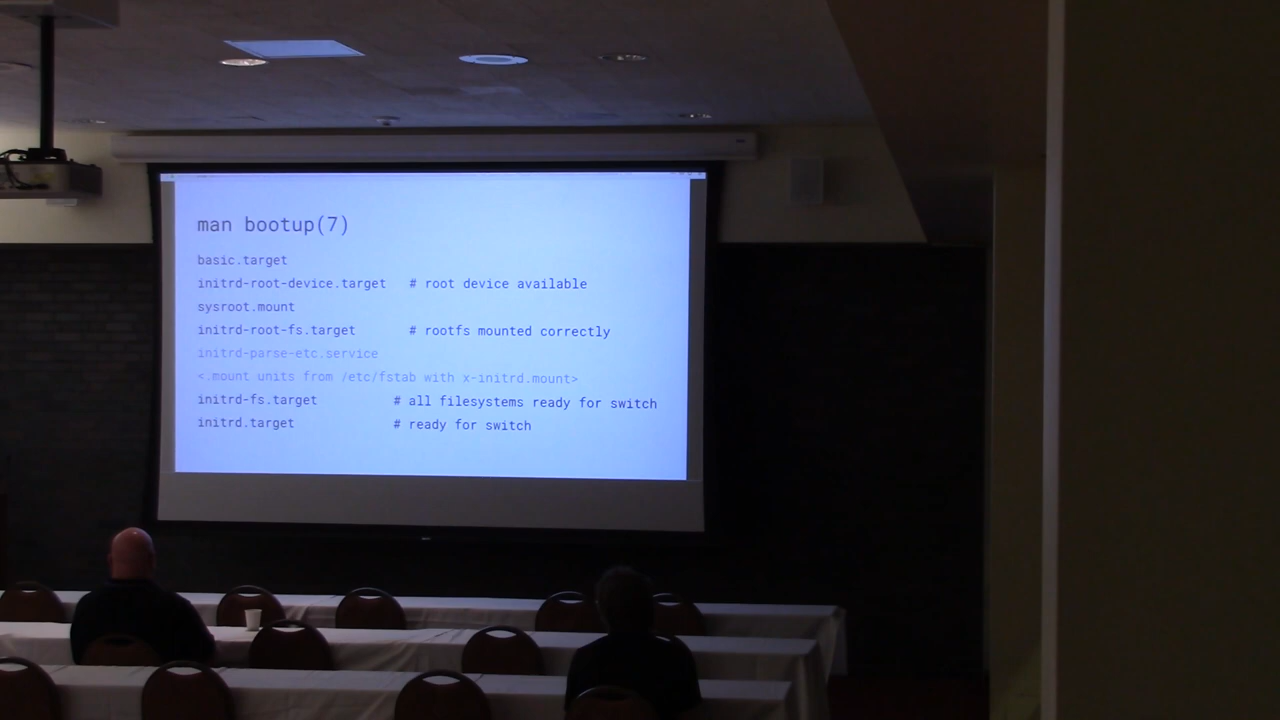 man bootup(7)
basic.target
initrd-root-device.target # root device available
sysroot.mount
initrd-root-fs.target # rootfs mounted correctly
initrd-parse-etc.service
<.mount units from /etc/fstab with x-initrd.mount>
initrd-fs.target # all filesystems ready for switch
initrd.target # ready for switch